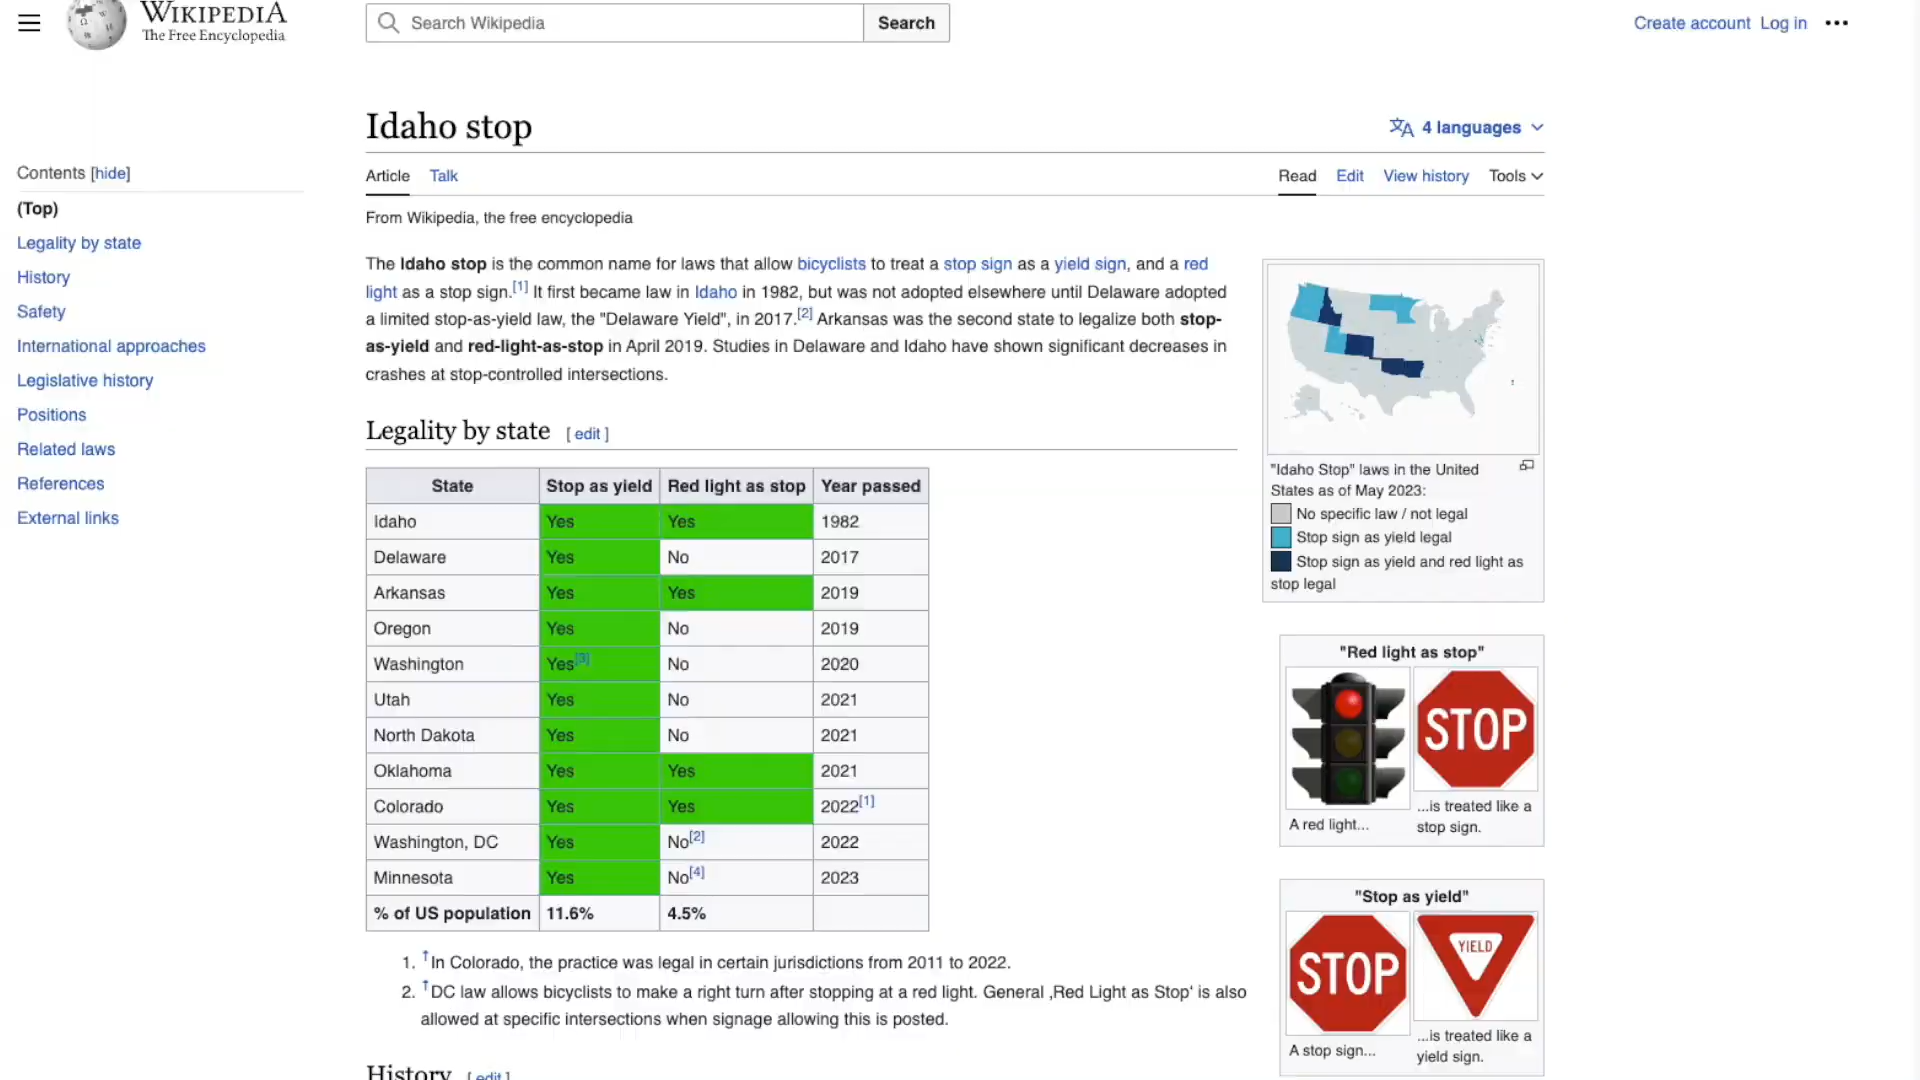 WIKIPEDIA
The Free Encyclopedia
Search Wikipedia
Search
Create account Log in
Contents [hide]
(Top)
Legality by state
History
Safety
International approaches
Legislative history
Positions
Related laws
References
External links
Idaho stop
4 languages
Article Talk
Read Edit View history Tools
From Wikipedia, the free encyclopedia
The Idaho stop is the common name for laws that allow bicyclists to treat a stop sign as a yield sign, and a red
light as a stop sign.[1] It first became law in Idaho in 1982, but was not adopted elsewhere until Delaware adopted
a limited stop-as-yield law, the "Delaware Yield", in 2017.[2] Arkansas was the second state to legalize both stop-
as-yield and red-light-as-stop in April 2019. Studies in Delaware and Idaho have shown significant decreases in
crashes at stop-controlled intersections.
Legality by state [ edit ]
State Stop as yield Red light as stop Year passed
Idaho Yes Yes 1982
Delaware Yes No 2017
Arkansas Yes Yes 2019
Oregon Yes No 2019
Washington Yes[3] No 2020
Utah Yes No 2021
North Dakota Yes No 2021
Oklahoma Yes Yes 2021
Colorado Yes Yes 2022[1]
Washington, DC Yes No[2] 2022
Minnesota Yes No[4] 2023
% of US population 11.6% 4.5%
1. ↑In Colorado, the practice was legal in certain jurisdictions from 2011 to 2022.
2. ↑DC law allows bicyclists to make a right turn after stopping at a red light. General ‚Red Light as Stop‘ is also
allowed at specific intersections when signage allowing this is posted.
History [ edit ]
"Idaho Stop" laws in the United
States as of May 2023:
No specific law / not legal
Stop sign as yield legal
Stop sign as yield and red light as
stop legal
"Red light as stop"
STOP
A red light...
...is treated like a
stop sign.
"Stop as yield"
STOP
YIELD
A stop sign...
...is treated like a
yield sign.